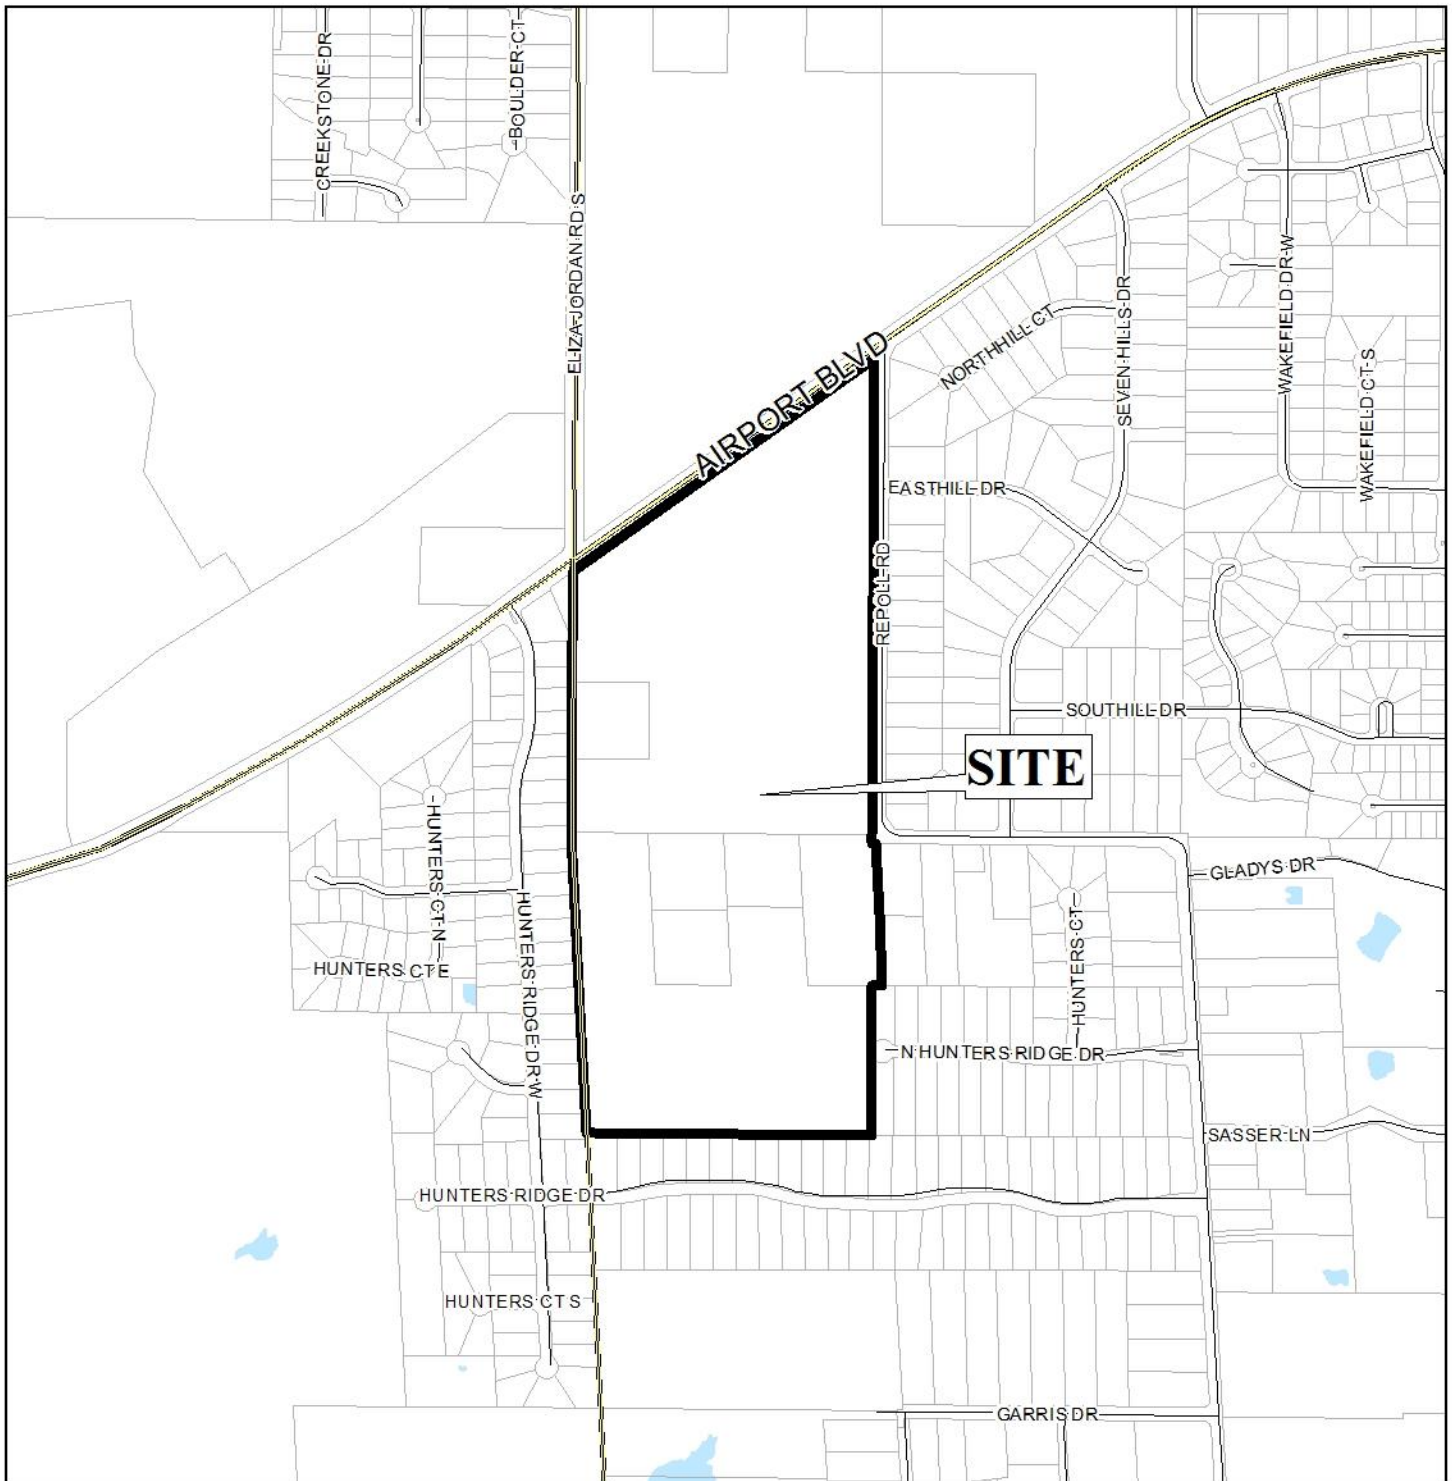 CREEKSTONE DR
BOULDER CT
ELIZA JORDAN RD S
AIRPORT BLVD
NORTHHILL CT
SEVEN HILLS DR
WAKEFIELD DR W
WAKEFIELD CT S
EASTHILL DR
REPOLL RD
SOUTHILL DR
SITE
HUNTERS CT N
HUNTERS RIDGE DR W
HUNTERS CT E
GLADYS DR
HUNTERS CT
N HUNTERS RIDGE DR
SASSER LN
HUNTERS RIDGE DR
HUNTERS CT S
GARRIS DR